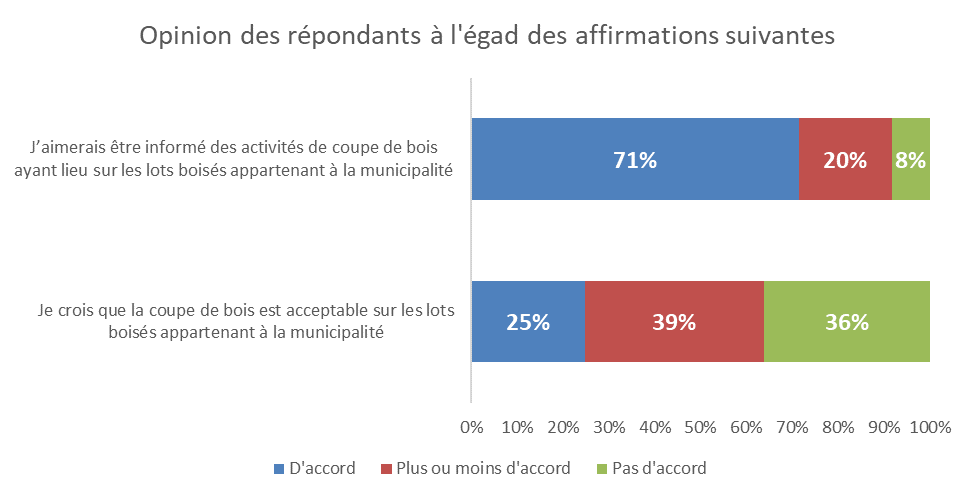 Opinion des répondants à l'égad des affirmations suivantes
J’aimerais être informé des activités de coupe de bois
ayant lieu sur les lots boisés appartenant à la municipalité
71% 20% 8%
Je crois que la coupe de bois est acceptable sur les lots
boisés appartenant à la municipalité
25% 39% 36%
0% 10% 20% 30% 40% 50% 60% 70% 80% 90% 100%
D'accord Plus ou moins d'accord Pas d'accord